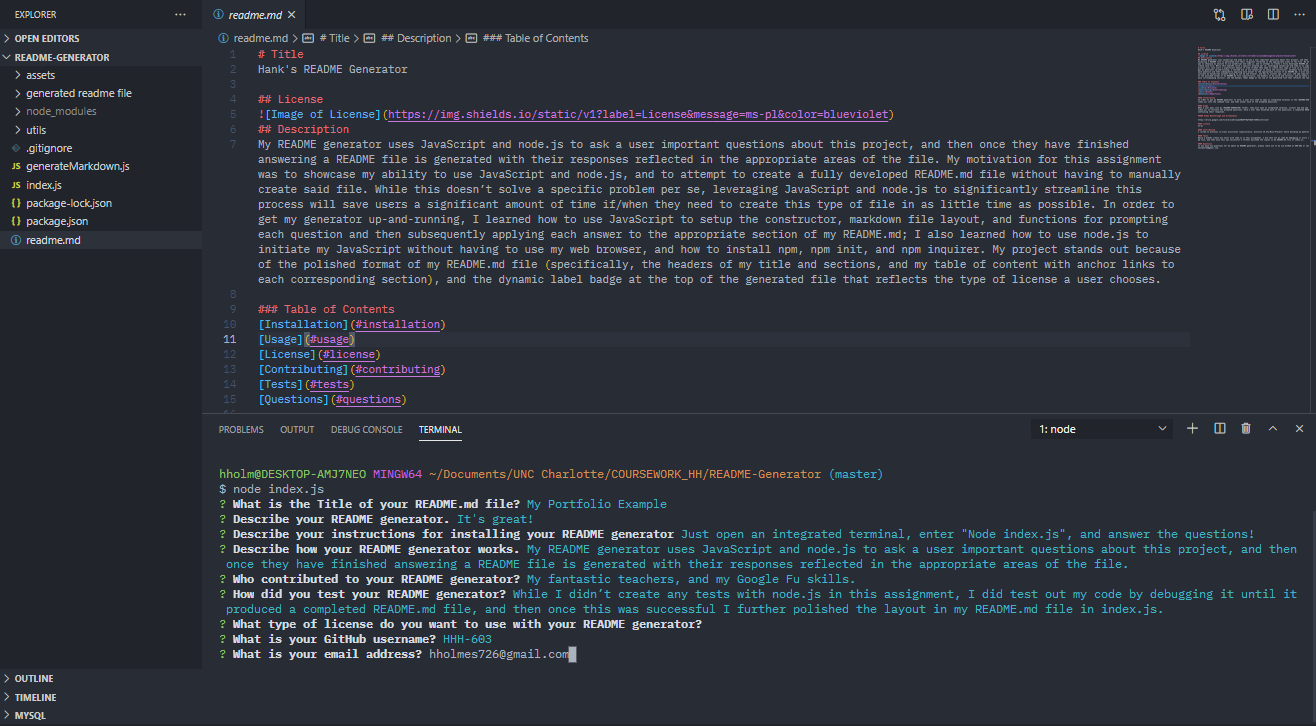 EXPLORER
OPEN EDITORS
README-GENERATOR
assets
generated readme file
node_modules
utils
.gitgnore
JS generateMarkdown.js
JS index.js
{} package-lock.json
{} package.json
readme.md
OUTLINE
TIMELINE
MYSQL
readme.md
readme.md > # Title > ## Description > ### Table of Contents
1 # Title
2 Hank's README Generator
3
4 ## License
5 ![Image of License](https://img.shields.io/static/v1?label=License&message=ms-pl&color=blueviolet)
6 ## Description
7 My README generator uses JavaScript and node.js to ask a user important questions about this project, and then once they have finished
answering a README file is generated with their responses reflected in the appropriate areas of the file. My motivation for this assignment
was to showcase my ability to use JavaScript and node.js, and to attempt to create a fully developed README.md file without having to manually
create said file. While this doesn’t solve a specific problem per se, leveraging JavaScript and node.js to significantly streamline this
process will save users a significant amount of time if/when they need to create this type of file in as little time as possible. In order to
get my generator up-and-running, I learned how to use JavaScript to setup the constructor, markdown file layout, and functions for prompting
each question and then subsequently applying each answer to the appropriate section of my README.md; I also learned how to use node.js to
initiate my JavaScript without having to use my web browser, and how to install npm, npm init, and npm inquirer. My project stands out because
of the polished format of my README.md file (specifically, the headers of my title and sections, and my table of content with anchor links to
each corresponding section), and the dynamic label badge at the top of the generated file that reflects the type of license a user chooses.
8
9 ### Table of Contents
10 [Installation](#installation)
11 [Usage](#usage)
12 [License](#license)
13 [Contributing](#contributing)
14 [Tests](#tests)
15 [Questions](#questions)
PROBLEMS OUTPUT DEBUG CONSOLE TERMINAL 1: node
hholm@DESKTOP-AMJ7NEO MINGW64 ~/Documents/UNC Charlotte/COURSEWORK_HH/README-Generator (master)
$ node index.js
? What is the Title of your README.md file? My Portfolio Example
? Describe your README generator. It's great!
? Describe your instructions for installing your README generator Just open an integrated terminal, enter "Node index.js", and answer the questions!
? Describe how your README generator works. My README generator uses JavaScript and node.js to ask a user important questions about this project, and then
once they have finished answering a README file is generated with their responses reflected in the appropriate areas of the file.
? Who contributed to your README generator? My fantastic teachers, and my Google Fu skills.
? How did you test your README generator? While I didn’t create any tests with node.js in this assignment, I did test out my code by debugging it until it
produced a completed README.md file, and then once this was successful I further polished the layout in my README.md file in index.js.
? What type of license do you want to use with your README generator?
? What is your GitHub username? HHH-603
? What is your email address? hholmes726@gmail.com